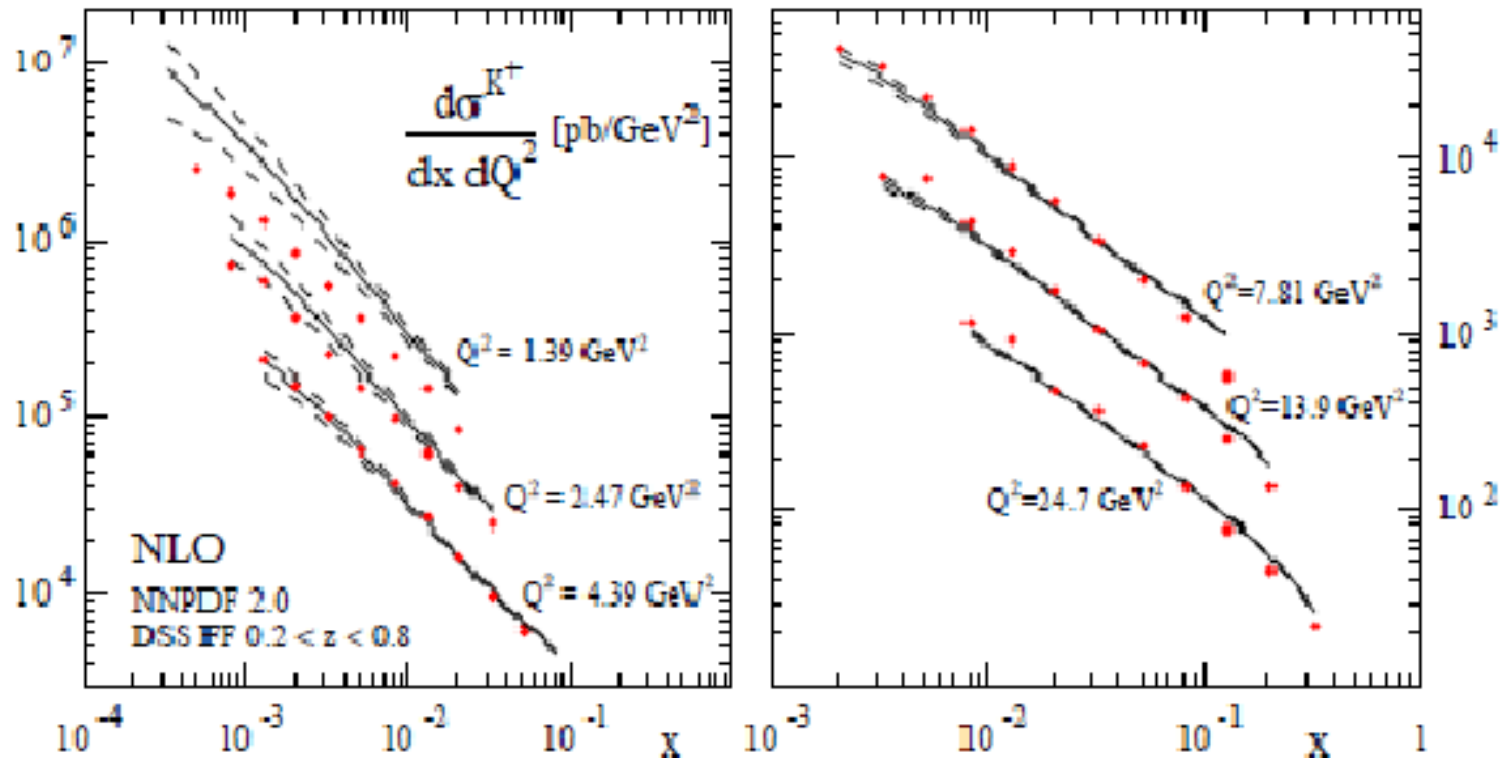 10^7
10^6
10^5
10^4
dσ^{K^+}
dx dQ^2
[pb/GeV^2]
Q^2 = 1.39 GeV^2
Q^2 = 2.47 GeV^2
Q^2 = 4.39 GeV^2
NLO
NNPDF 2.0
DSS FF 0.2 < z < 0.8
10^{-4} 10^{-3} 10^{-2} 10^{-1} x
Q^2=7.81 GeV^2
Q^2=13.9 GeV^2
Q^2=24.7 GeV^2
10^4
10^3
10^2
10^{-3} 10^{-2} 10^{-1} x 1